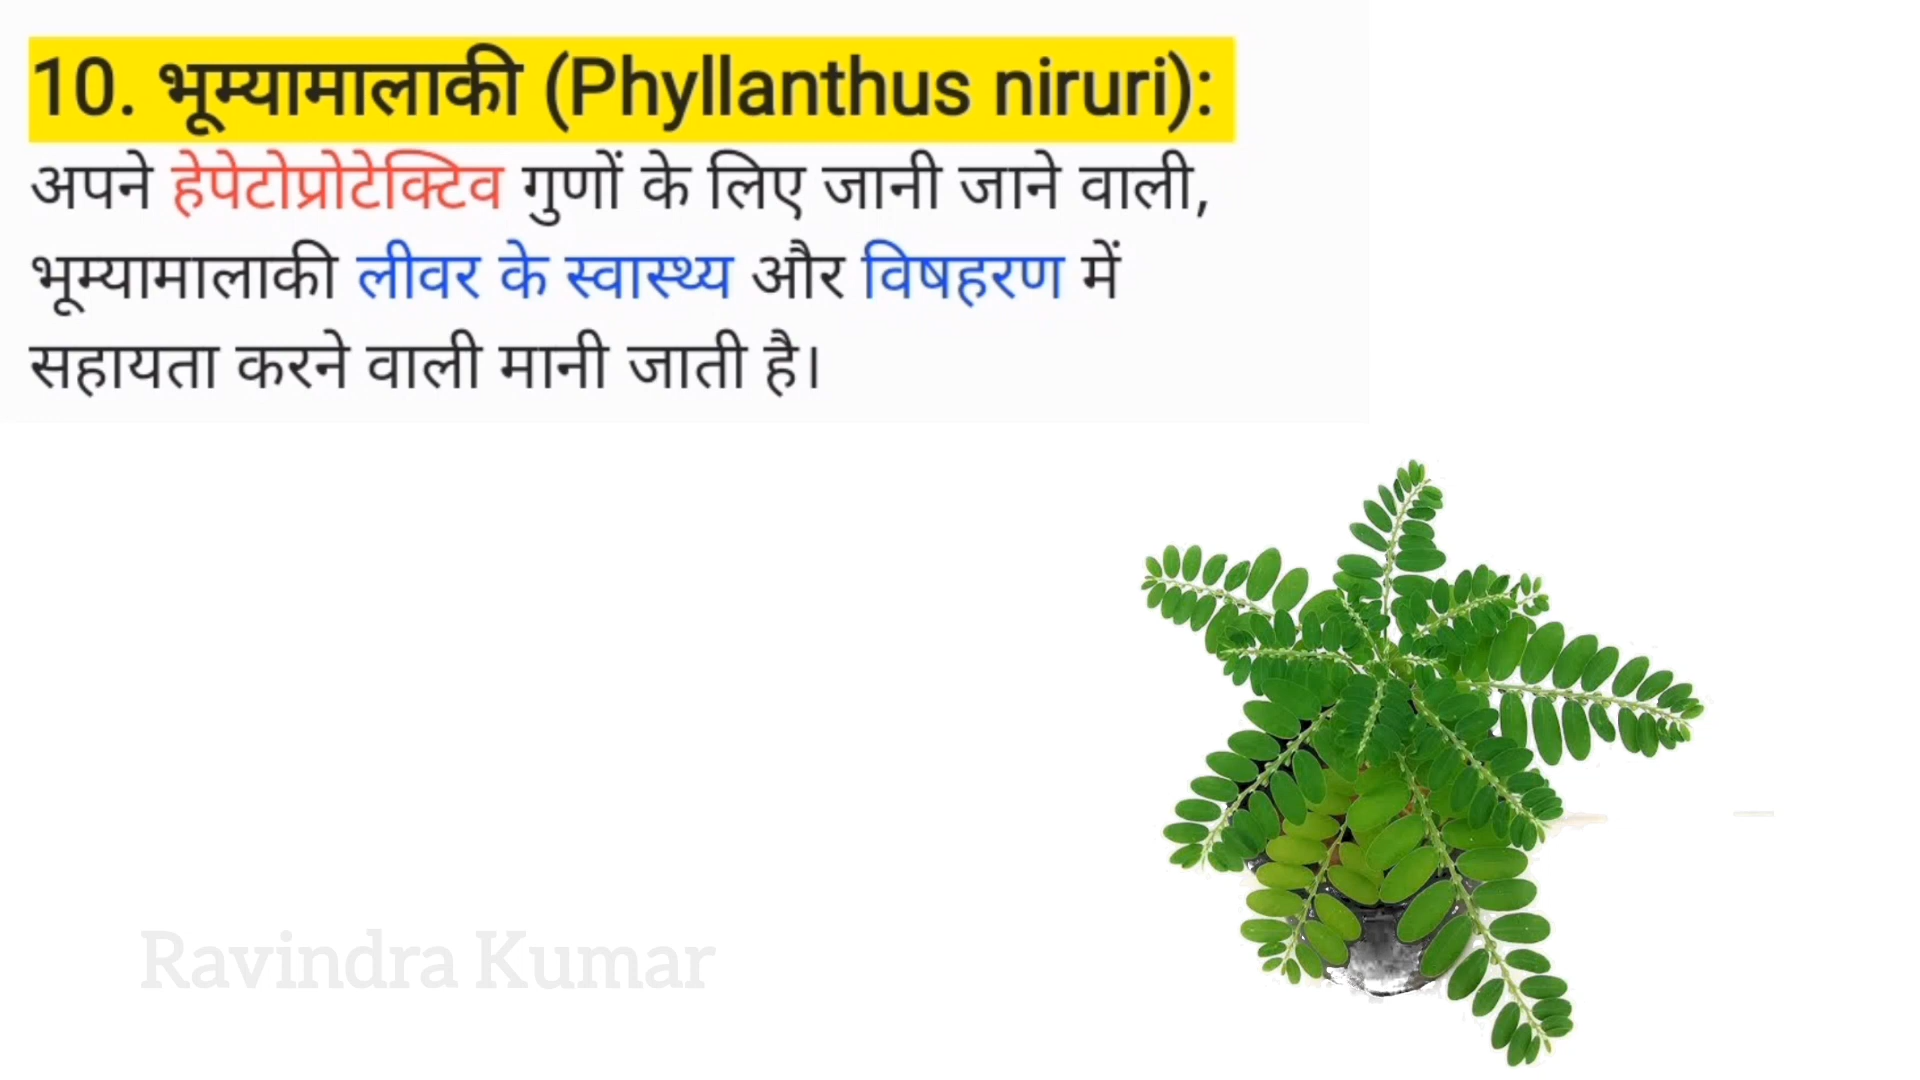 10. भूम्यामालाकी (Phyllanthus niruri):
अपने हेपेटोप्रोटेक्टिव गुणों के लिए जानी जाने वाली,
भूम्यामालाकी लीवर के स्वास्थ्य और विषहरण में
सहायता करने वाली मानी जाती है।
Ravindra Kumar